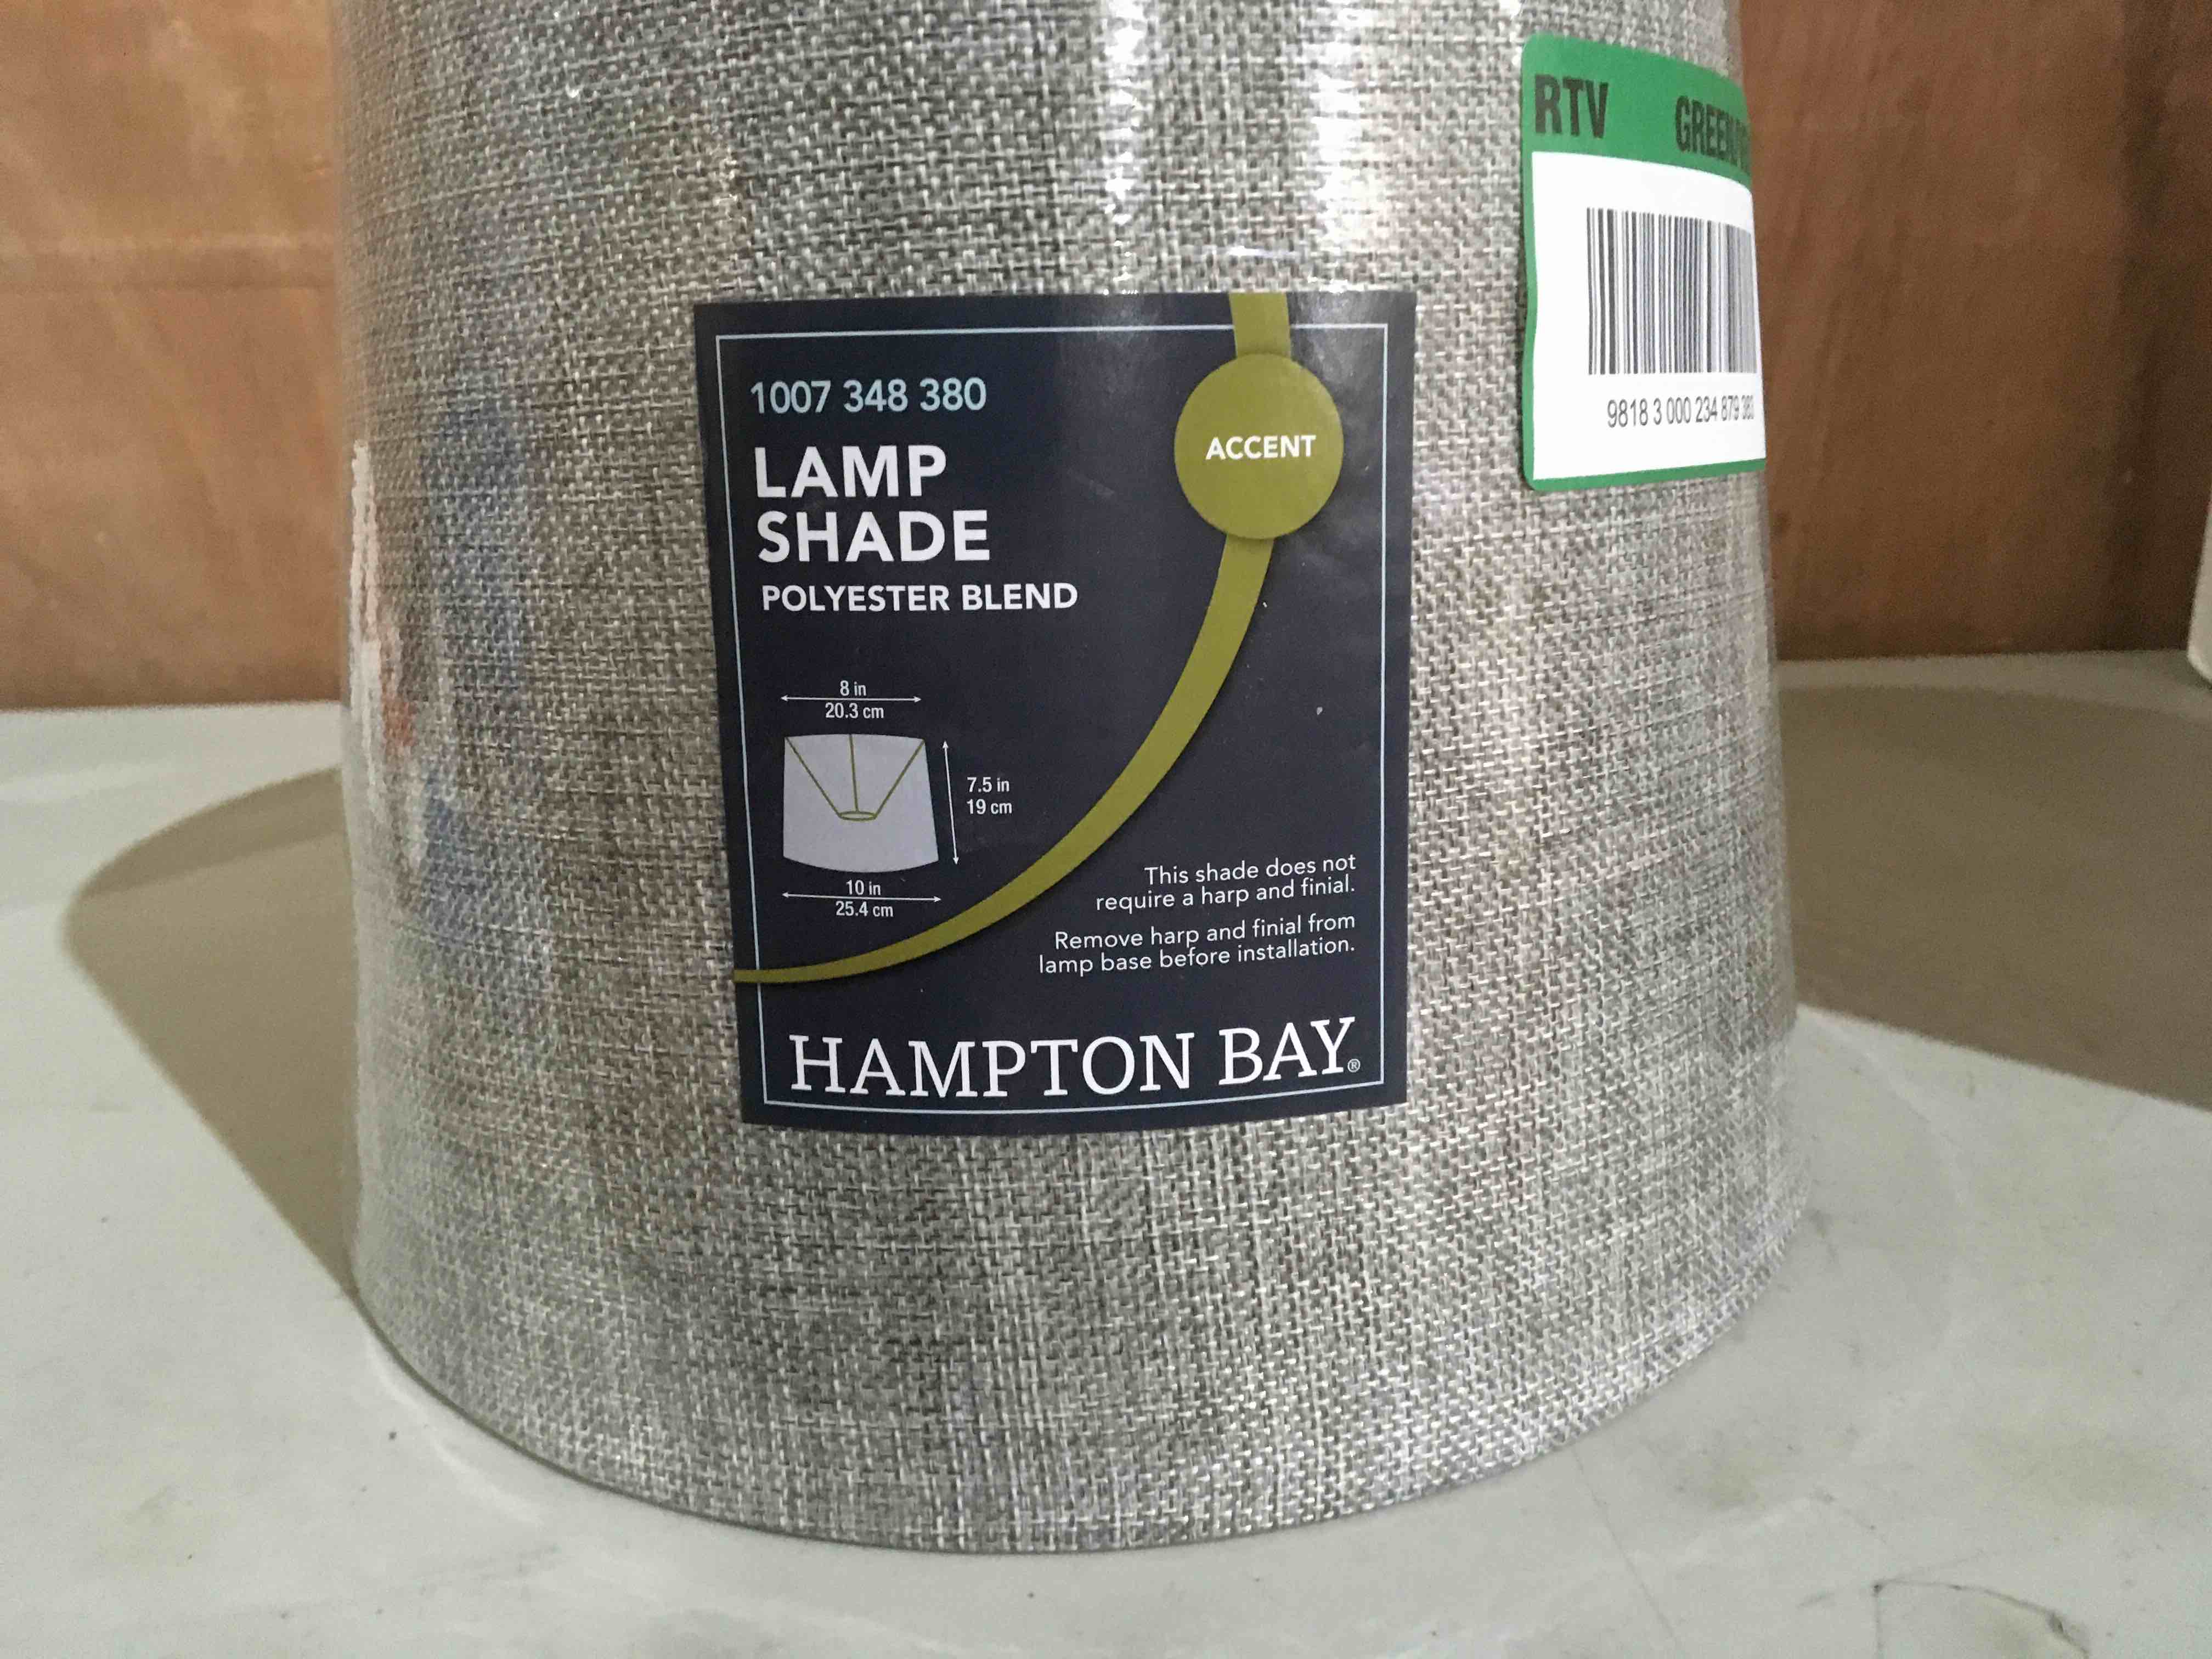 RTV
1007 348 380
ACCENT
LAMP
SHADE
POLYESTER BLEND
8 in
20.3 cm
7.5 in
19 cm
10 in
25.4 cm
This shade does not
require a harp and finial.
Remove harp and finial from
lamp base before installation.
HAMPTON BAY®
9818 3 000 234 879 383